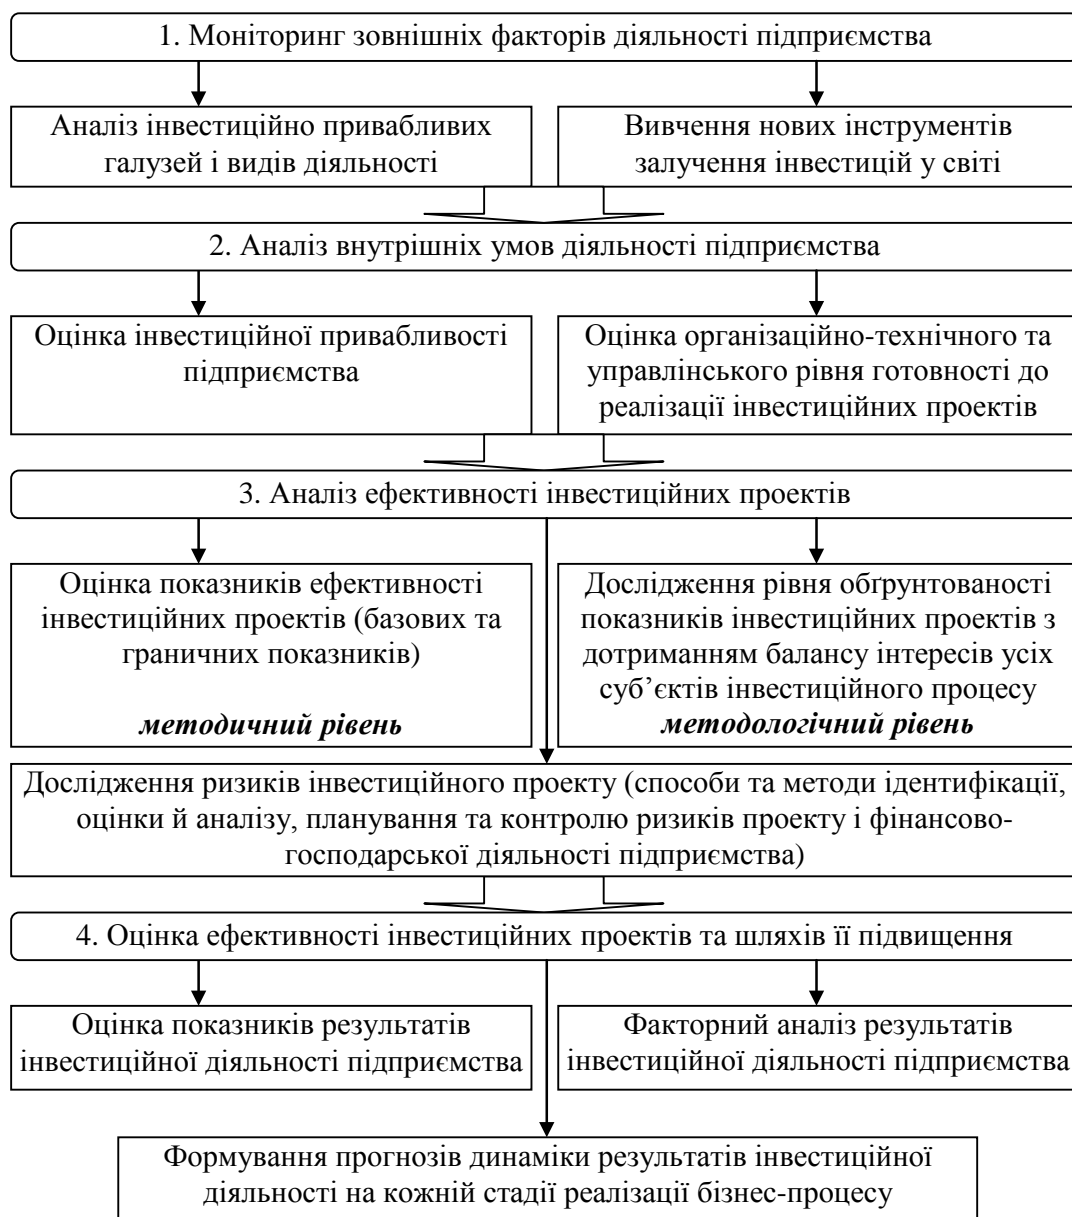 1. Моніторинг зовнішніх факторів діяльності підприємства
Аналіз інвестиційно привабливих
галузей і видів діяльності
Вивчення нових інструментів
залучення інвестицій у світі
2. Аналіз внутрішніх умов діяльності підприємства
Оцінка інвестиційної привабливості
підприємства
Оцінка організаційно-технічного та
управлінського рівня готовності до
реалізації інвестиційних проектів
3. Аналіз ефективності інвестиційних проектів
Оцінка показників ефективності
інвестиційних проектів (базових та
граничних показників)
методичний рівень
Дослідження рівня обґрунтованості
показників інвестиційних проектів з
дотриманням балансу інтересів усіх
суб’єктів інвестиційного процесу
методологічний рівень
Дослідження ризиків інвестиційного проекту (способи та методи ідентифікації,
оцінки й аналізу, планування та контролю ризиків проекту і фінансово-
господарської діяльності підприємства)
4. Оцінка ефективності інвестиційних проектів та шляхів її підвищення
Оцінка показників результатів
інвестиційної діяльності підприємства
Факторний аналіз результатів
інвестиційної діяльності підприємства
Формування прогнозів динаміки результатів інвестиційної
діяльності на кожній стадії реалізації бізнес-процесу